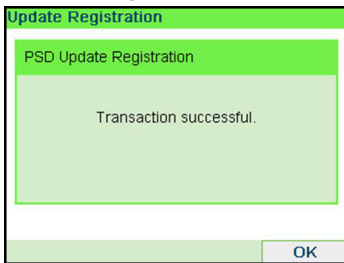 Update Registration
PSD Update Registration
Transaction successful.
OK